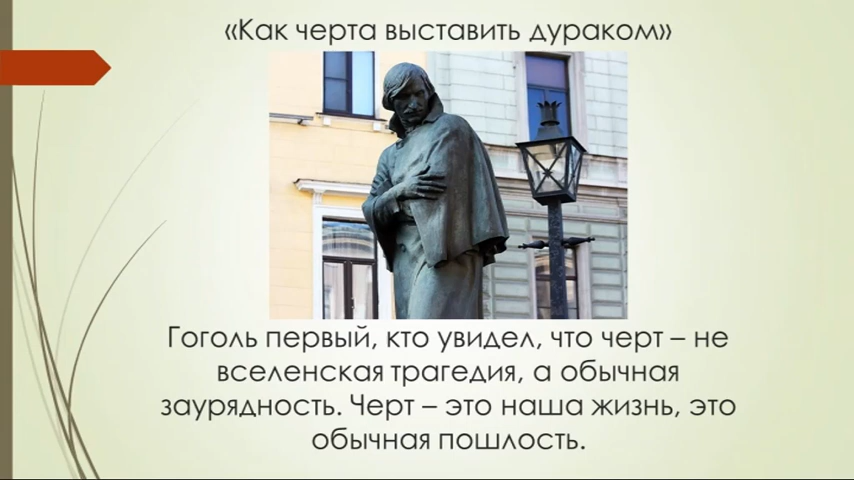 «Как черта выставить дураком»
Гоголь первый, кто увидел, что черт – не
вселенская трагедия, а обычная
заурядность. Черт – это наша жизнь, это
обычная пошлость.